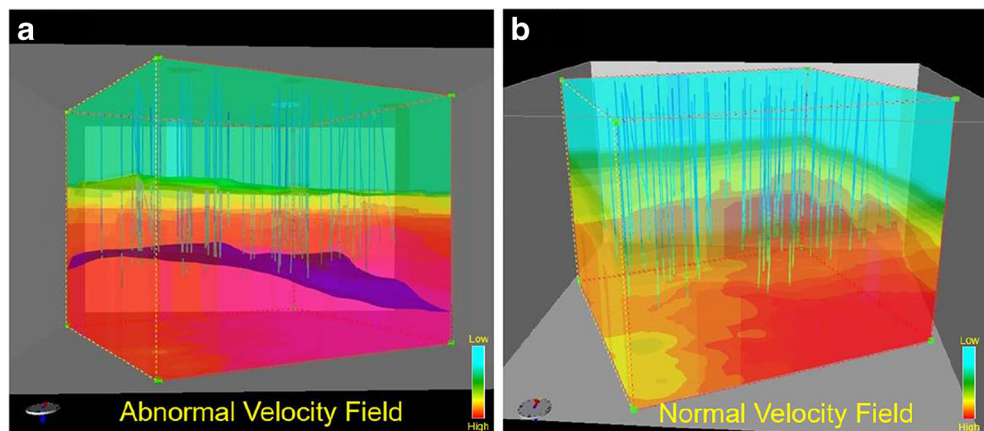 a
Low
High
Abnormal Velocity Field
b
Low
High
Normal Velocity Field